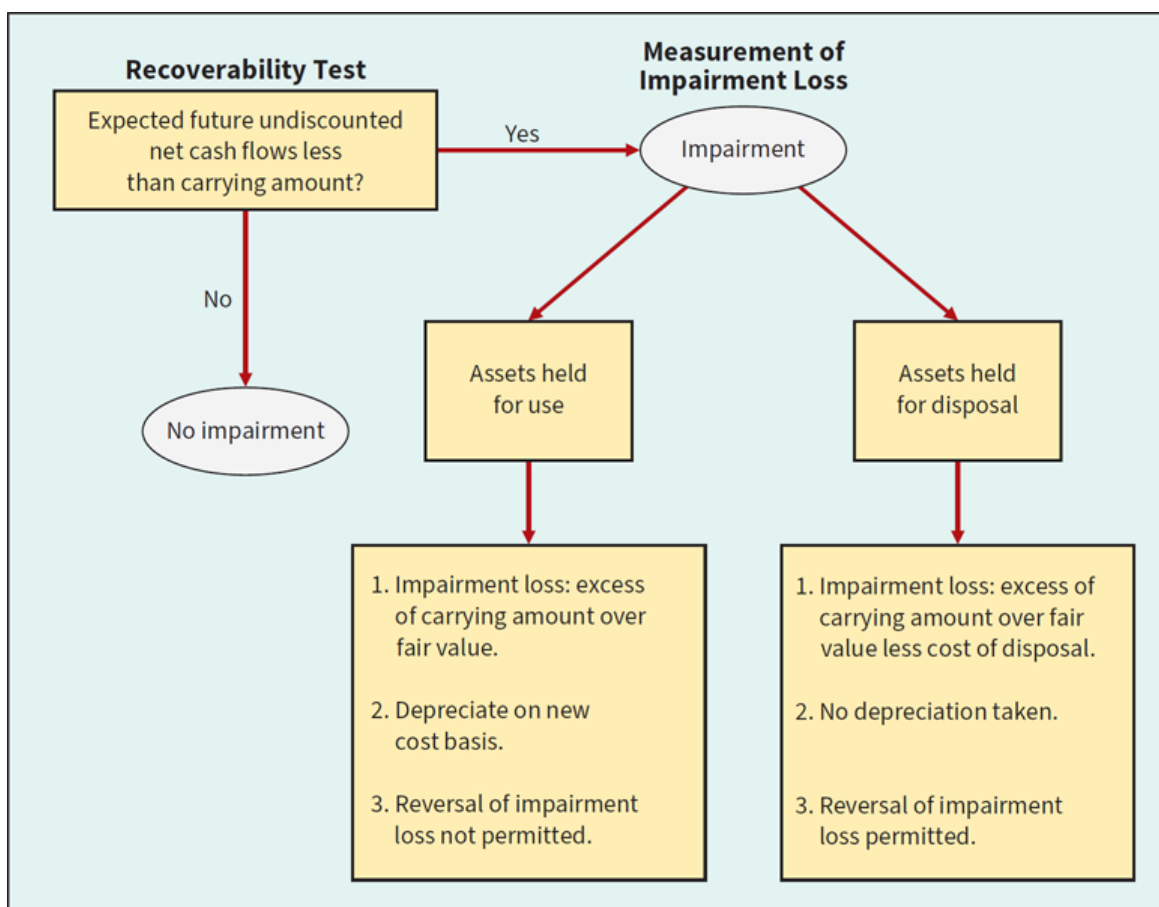 Recoverability Test
Expected future undiscounted
net cash flows less
than carrying amount?
Yes
Measurement of
Impairment Loss
Impairment
No
No impairment
Assets held
for use
Assets held
for disposal
1. Impairment loss: excess
of carrying amount over
fair value.
2. Depreciate on new
cost basis.
3. Reversal of impairment
loss not permitted.
1. Impairment loss: excess of
carrying amount over fair
value less cost of disposal.
2. No depreciation taken.
3. Reversal of impairment
loss permitted.